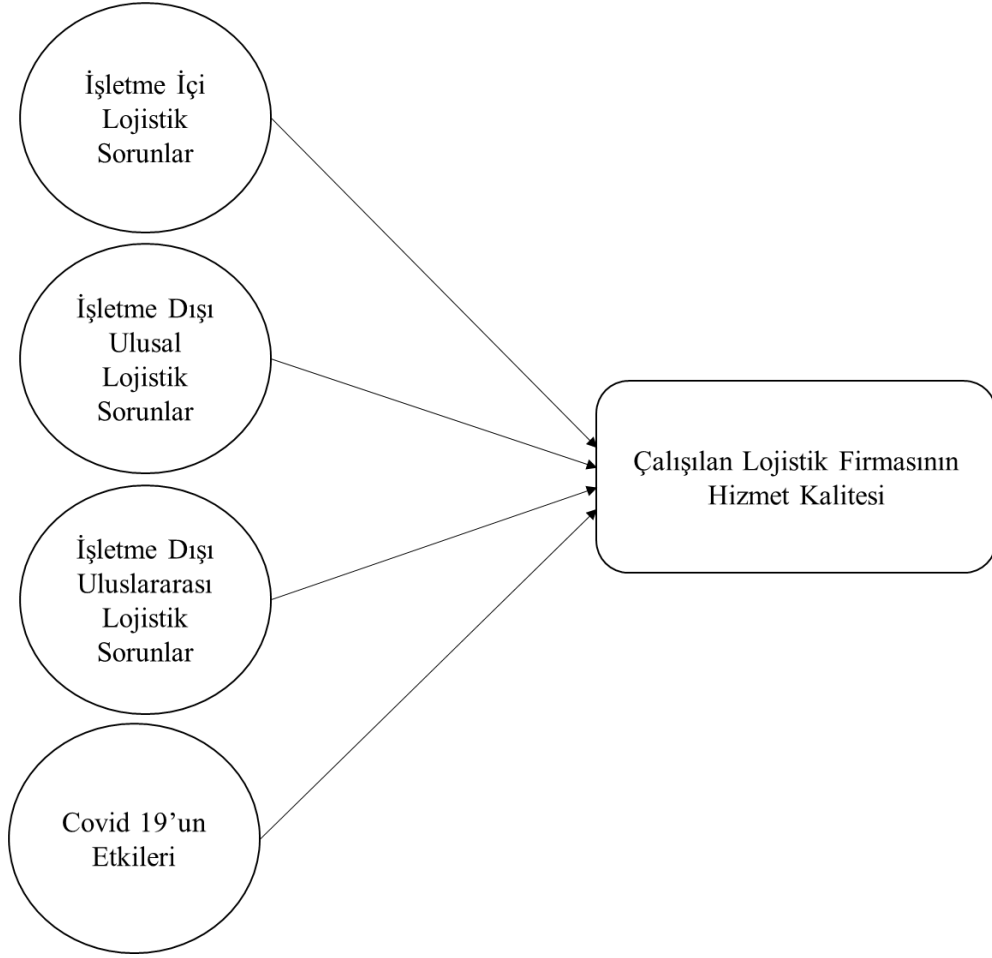 İşletme İçi
Lojistik
Sorunlar
İşletme Dışı
Ulusal
Lojistik
Sorunlar
İşletme Dışı
Uluslararası
Lojistik
Sorunlar
Covid 19’un
Etkileri
Çalışılan Lojistik Firmasının
Hizmet Kalitesi